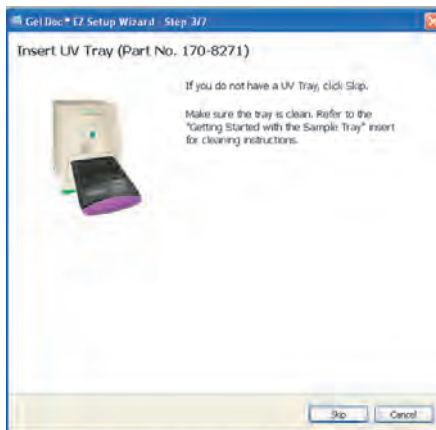 Gel Doc™ EZ Setup Wizard - Step 3/7
Insert UV Tray (Part No. 170-8271)
If you do not have a UV Tray, click Skip.
Make sure the tray is clean. Refer to the
"Getting Started with the Sample Tray" insert
for cleaning instructions.
Skip
Cancel